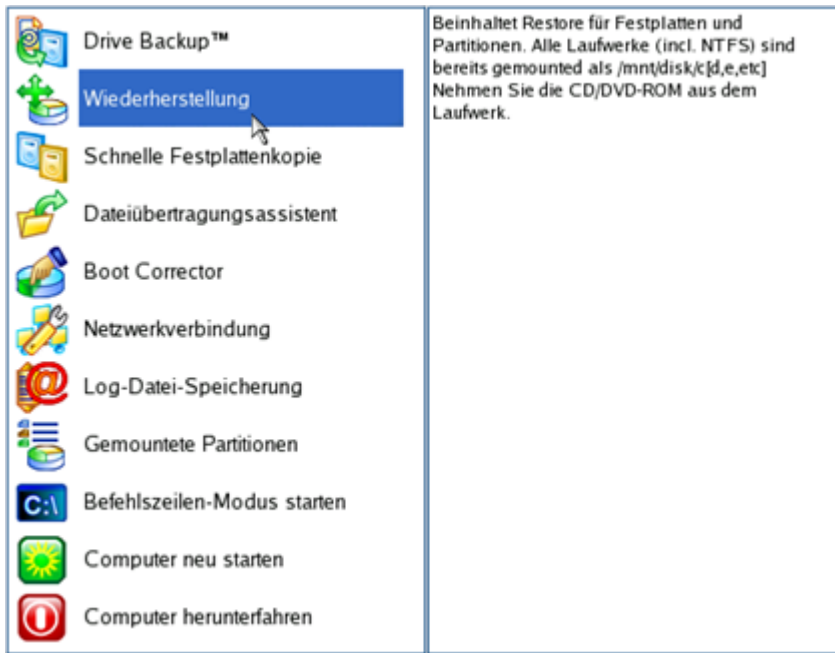 Drive Backup™
Wiederherstellung
Schnelle Festplattenkopie
Dateiübertragungsassistent
Boot Corrector
Netzwerkverbindung
Log-Datei-Speicherung
Gemountete Partitionen
C:\
Befehlszeilen-Modus starten
Computer neu starten
Computer herunterfahren
Beinhaltet Restore für Festplatten und
Partitionen. Alle Laufwerke (incl. NTFS) sind
bereits gemounted als /mnt/disk/c[d,e,etc]
Nehmen Sie die CD/DVD-ROM aus dem
Laufwerk.